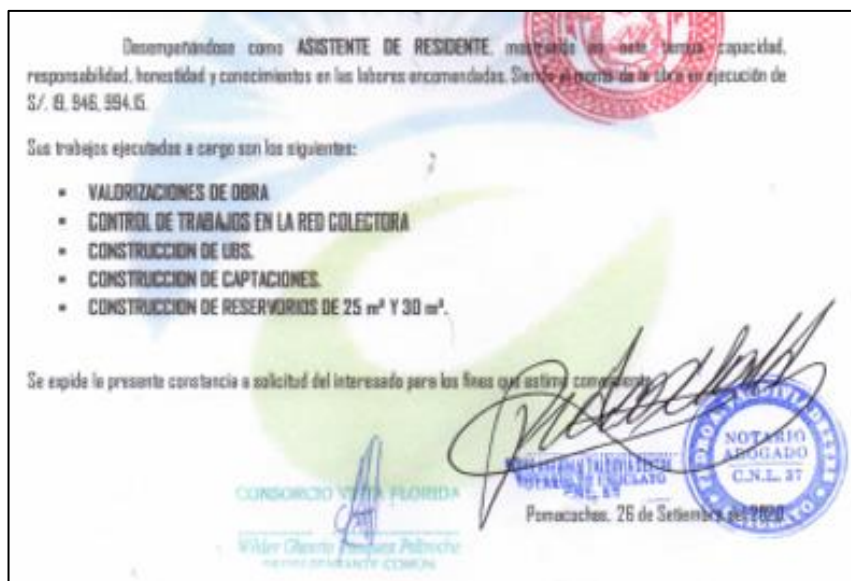 Desempeñándose como ASISTENTE DE RESIDENTE, mostrando en este tiempo capacidad,
responsabilidad, honestidad y conocimientos en las labores encomendadas. Siendo el monto de la obra en ejecución de
S/. 19, 946, 994.15.
Sus trabajos ejecutados a cargo son los siguientes:
▪ VALORIZACIONES DE OBRA
▪ CONTROL DE TRABAJOS EN LA RED COLECTORA
▪ CONSTRUCCION DE UBS.
▪ CONSTRUCCION DE CAPTACIONES.
▪ CONSTRUCCION DE RESERVORIOS DE 25 m³ Y 30 m³.
Se expide la presente constancia a solicitud del interesado para los fines que estime conveniente
NOTARIO
ABOGADO
C.N.L. 37
CONSORCIO VISTA FLORIDA
Pomacochas, 26 de Setiembre del 2020
Wilder
COMÚN